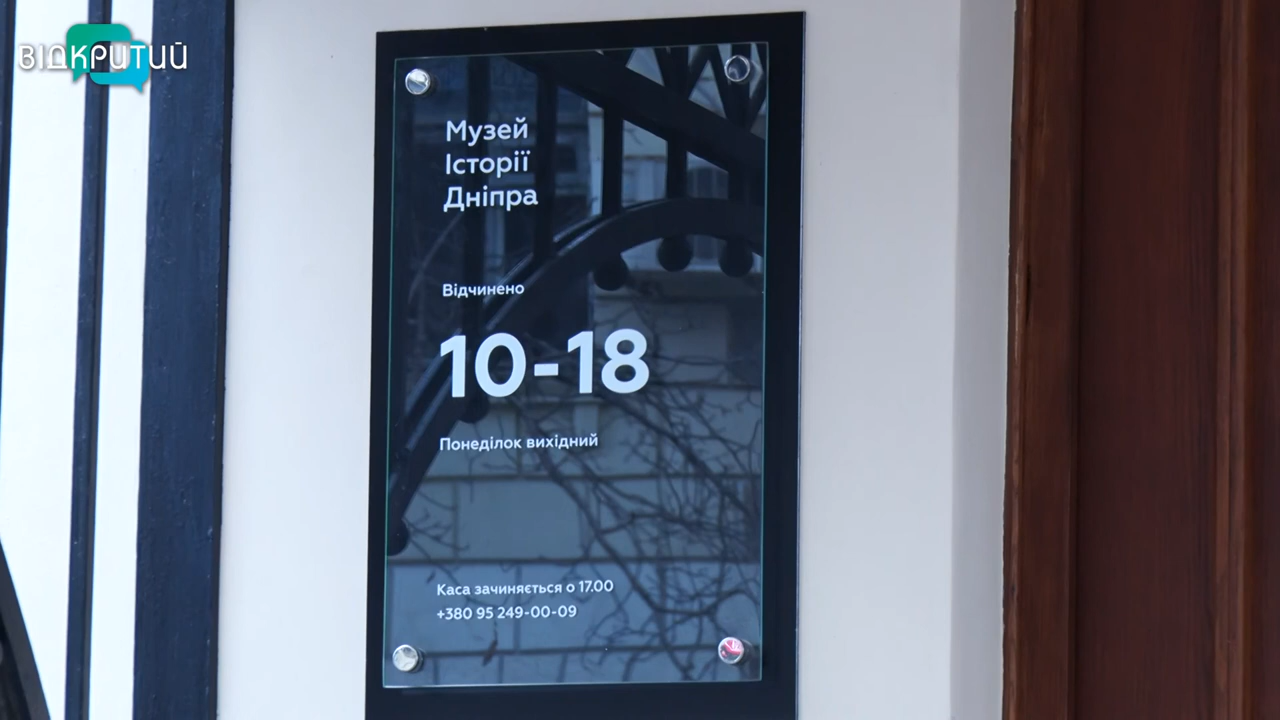 ВІДКРИТИЙ
Музей
Історії
Дніпра
Відчинено
10-18
Понеділок вихідний
Каса зачиняється о 17.00
+380 95 249-00-09